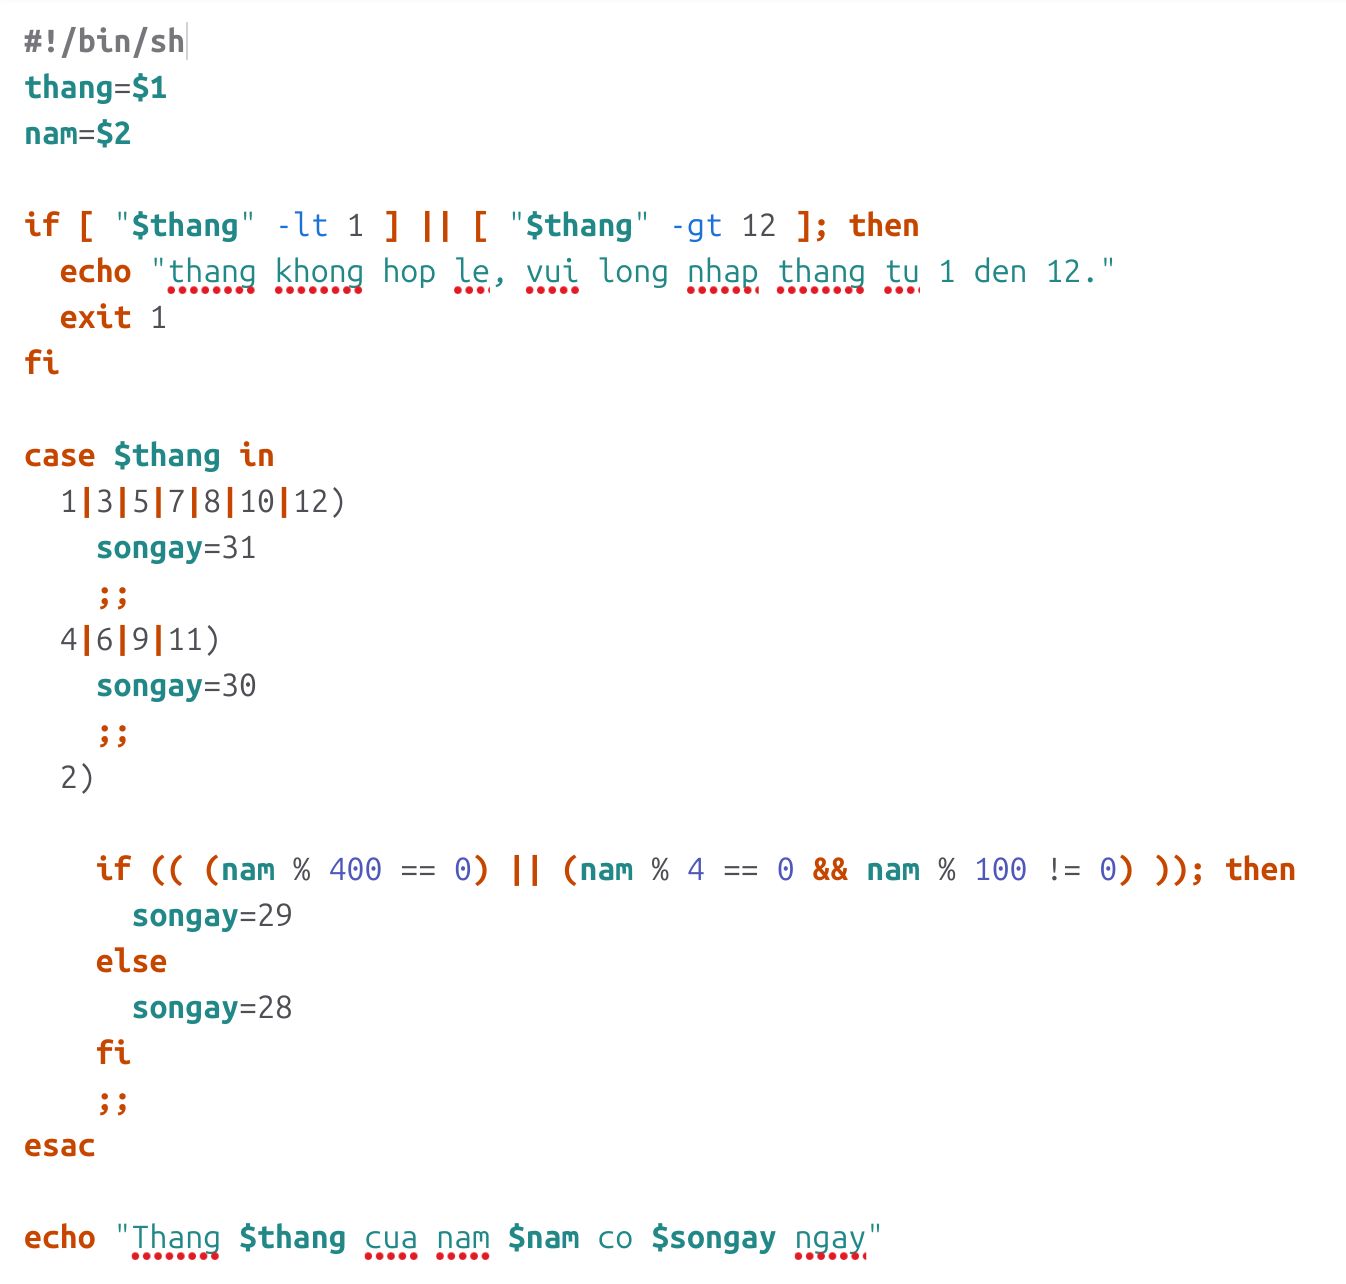 #!/bin/sh
thang=$1
nam=$2
if [ "$thang" -lt 1 ] || [ "$thang" -gt 12 ]; then
  echo "thang khong hop le, vui long nhap thang tu 1 den 12."
  exit 1
fi
case $thang in
  1|3|5|7|8|10|12)
    songay=31
    ;;
  4|6|9|11)
    songay=30
    ;;
  2)
    if (( (nam % 400 == 0) || (nam % 4 == 0 && nam % 100 != 0) )); then
      songay=29
    else
      songay=28
    fi
    ;;
esac
echo "Thang $thang cua nam $nam co $songay ngay"